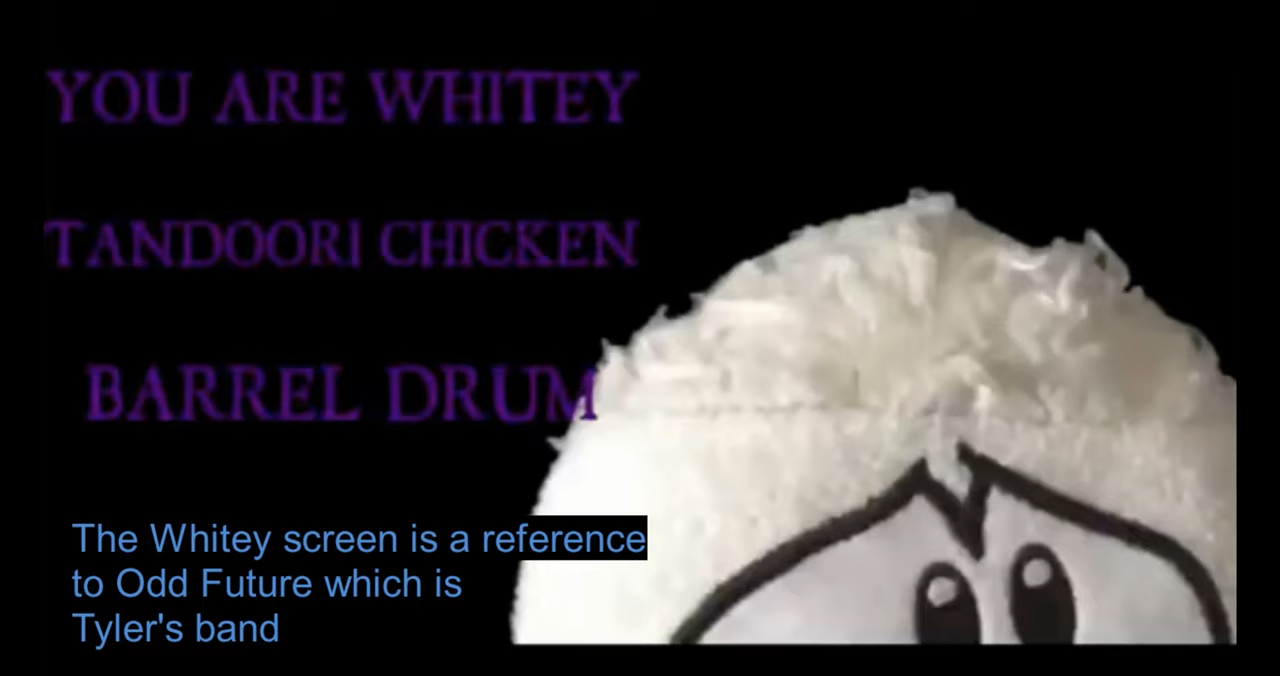 YOU ARE WHITEY
TANDOORI CHICKEN
BARREL DRUM
The Whitey screen is a reference
to Odd Future which is
Tyler's band